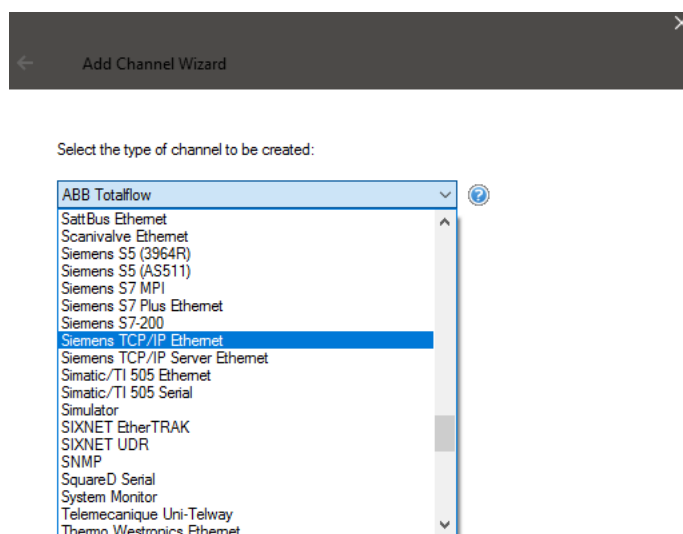 Add Channel Wizard
Select the type of channel to be created:
ABB Totalflow
SattBus Ethernet
Scanivalve Ethernet
Siemens S5 (3964R)
Siemens S5 (AS511)
Siemens S7 MPI
Siemens S7 Plus Ethernet
Siemens S7-200
Siemens TCP/IP Ethernet
Siemens TCP/IP Server Ethernet
Simatic/TI 505 Ethernet
Simatic/TI 505 Serial
Simulator
SIXNET EtherTRAK
SIXNET UDR
SNMP
SquareD Serial
System Monitor
Telemecanique Uni-Telway
Thermo Westronics Ethernet